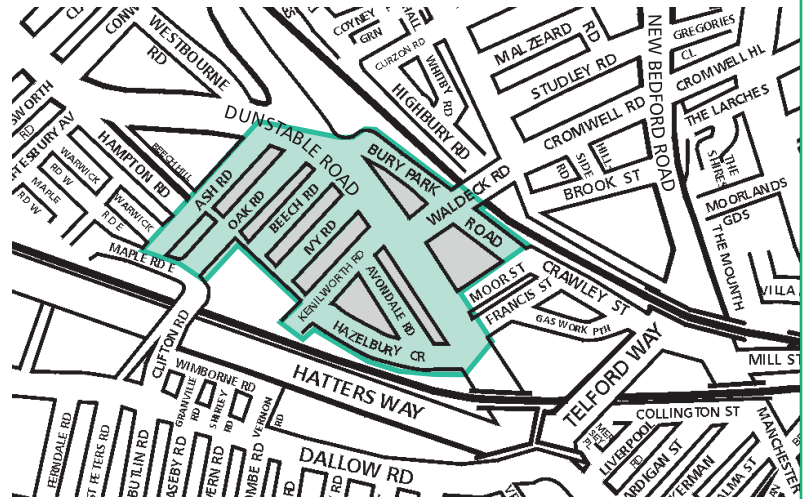 WESTBOURNE
RD
COYNEY
GRN
CURZON RD
WHITBY RD
HIGHBURY RD
MALZEARD
RD
STUDLEY RD
CROMWELL RD
NEW BEDFORD ROAD
GREGORIES
CL
CROMWELL HL
THE LARCHES
THE
SHIRES
MOORLANDS
GDS
THE MOUNTH
VILLA
MILL ST
SIDE
HILL
RD
BROOK ST
DUNSTABLE ROAD
BURY PARK
ROAD
WALDECK RD
HAMPTON RD
BEECH HILL
WARWICK
RD W
MAPLE
RD W
WARWICK
RD E
MAPLE RD E
ASH RD
OAK RD
BEECH RD
IVY RD
KENILWORTH RD
AVONDALE RD
HAZELBURY CR
MOOR ST
FRANCIS ST
CRAWLEY ST
GAS WORK PTH
TELFORD WAY
HATTERS WAY
CLIFTON RD
WIMBORNE RD
GRANVILLE
RD
SHIRLEY
RD
VERNON
RD
DALLOW RD
FERNDALE RD
ST PETERS RD
BUTLIN RD
COLLINGTON ST
LIVERPOOL
RD
MANCHESTER